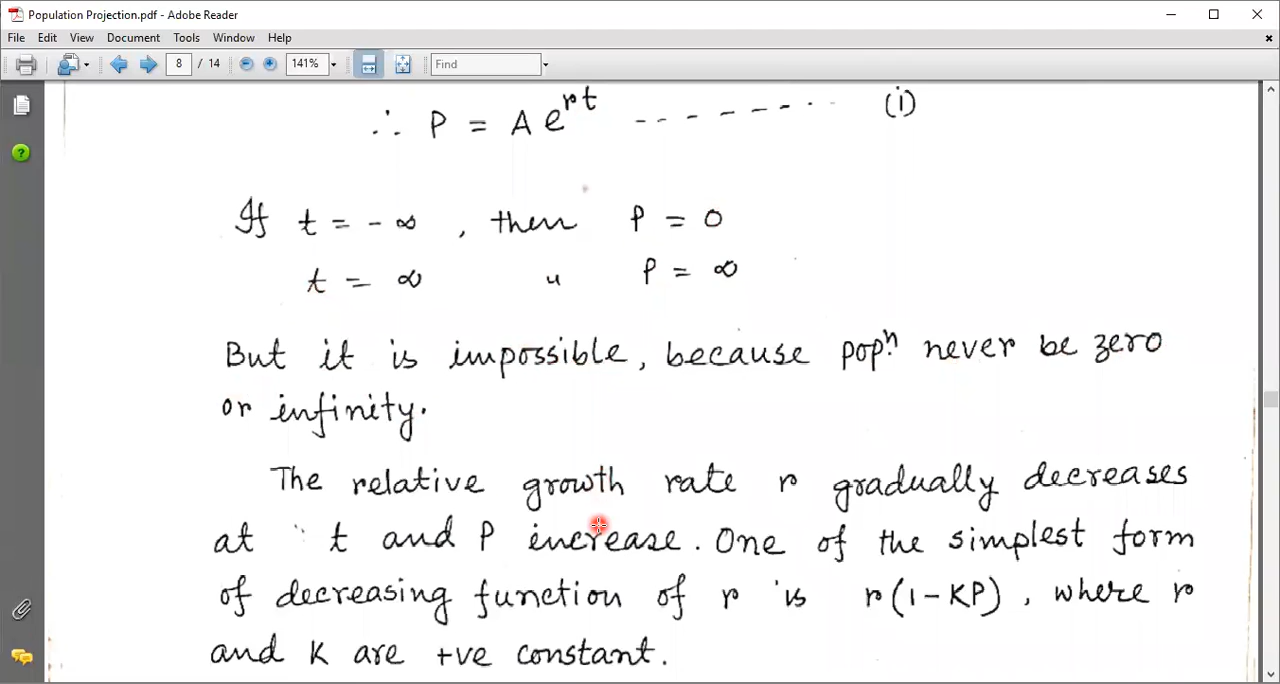 Population Projection.pdf - Adobe Reader
File Edit View Document Tools Window Help
8 / 14 141% Find
∴ P = A e^{rt} - - - - - - - - (i)
If t = - ∞ , then P = 0
t = ∞ " P = ∞
But it is impossible, because pop.ⁿ never be zero
or infinity.
The relative growth rate r gradually decreases
at t and P increase. One of the simplest form
of decreasing function of r is r(1-KP), where r
and K are +ve constant.